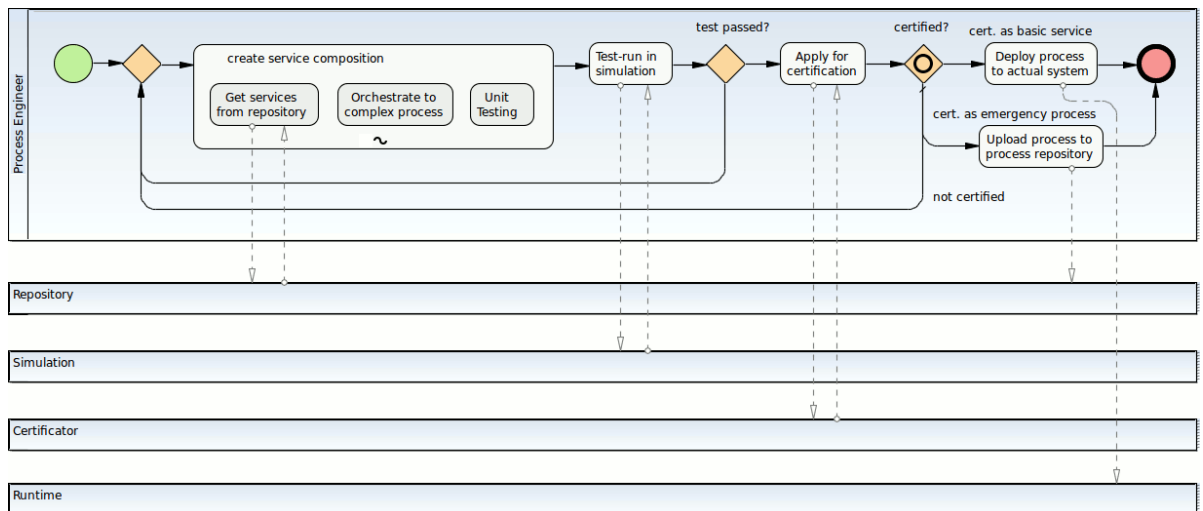 Process Engineer
test passed?
certified?
cert. as basic service
create service composition
Get services
from repository
Orchestrate to
complex process
Unit
Testing
Test-run in
simulation
Apply for
certification
Deploy process
to actual system
cert. as emergency process
Upload process to
process repository
not certified
Repository
Simulation
Certificator
Runtime